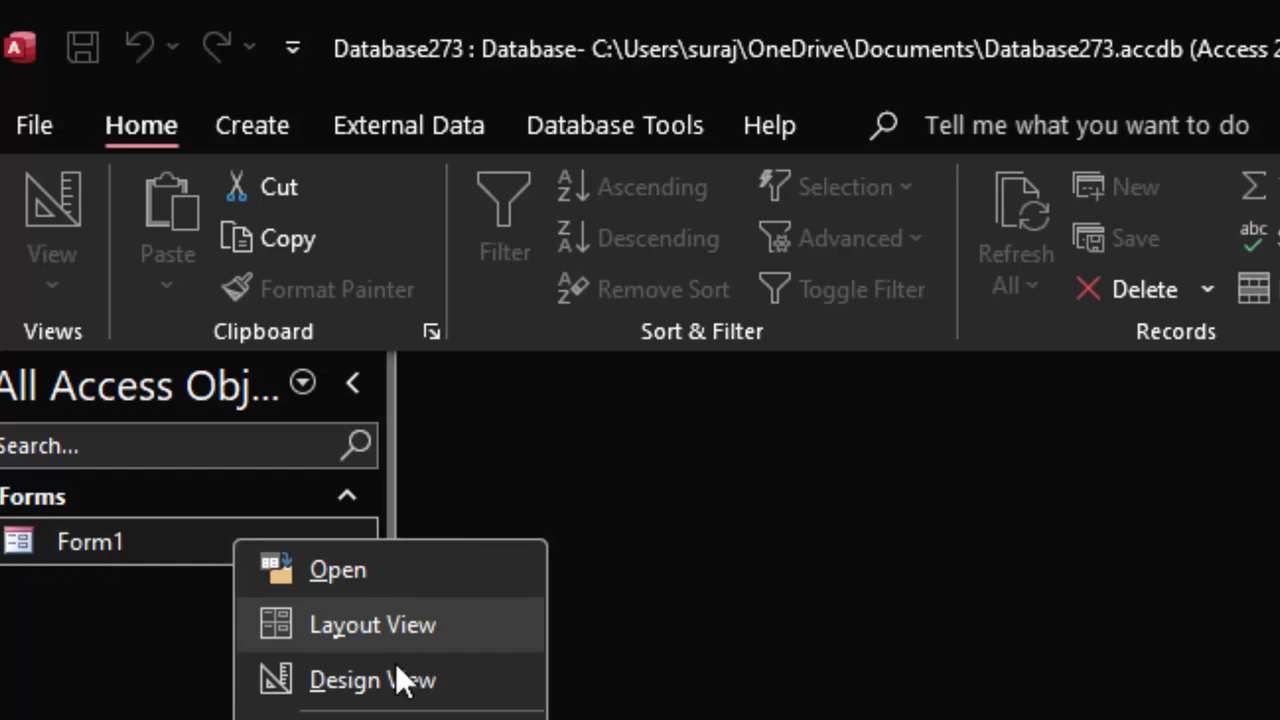 Database273 : Database- C:\Users\suraj\OneDrive\Documents\Database273.accdb (Access 2
File Home Create External Data Database Tools Help Tell me what you want to do
View
Paste
Cut
Copy
Format Painter
Filter
Ascending
Descending
Remove Sort
Selection
Advanced
Toggle Filter
Refresh
All
New
Save
Delete
Views Clipboard Sort & Filter Records
All Access Obj...
Search...
Forms
Form1
Open
Layout View
Design View